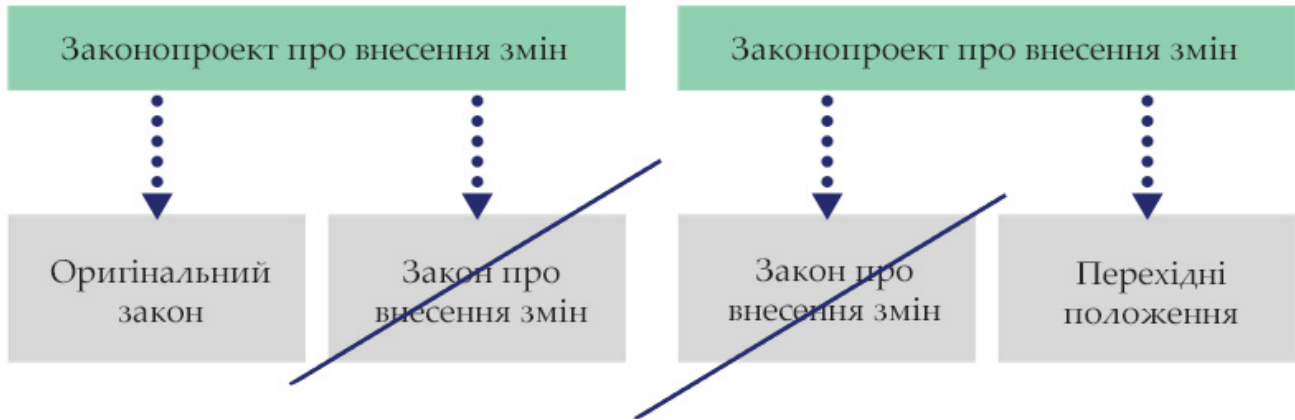 Законопроект про внесення змін
Законопроект про внесення змін
Оригінальний
закон
Закон про
внесення змін
Закон про
внесення змін
Перехідні
положення